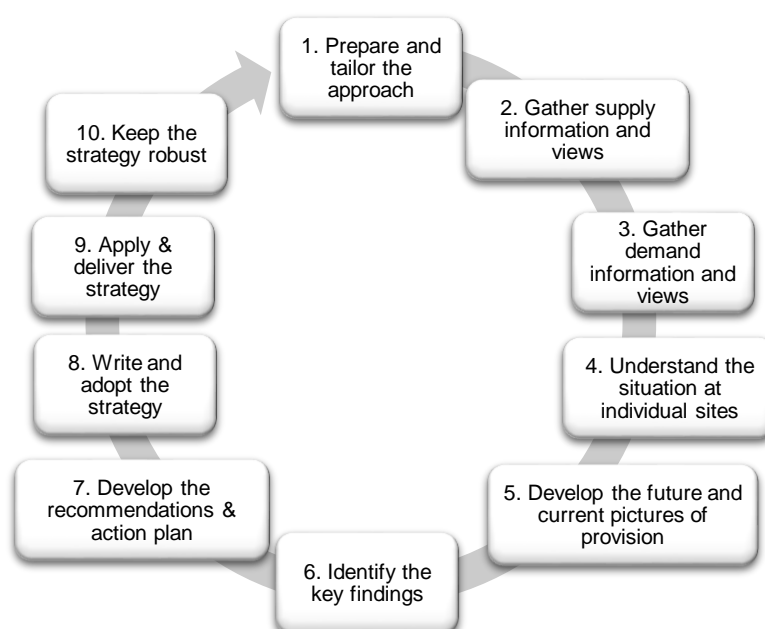 1. Prepare and
tailor the
approach
2. Gather supply
information and
views
3. Gather
demand
information and
views
4. Understand the
situation at
individual sites
5. Develop the future and
current pictures of
provision
6. Identify the
key findings
7. Develop the
recommendations &
action plan
8. Write and
adopt the
strategy
9. Apply &
deliver the
strategy
10. Keep the
strategy robust